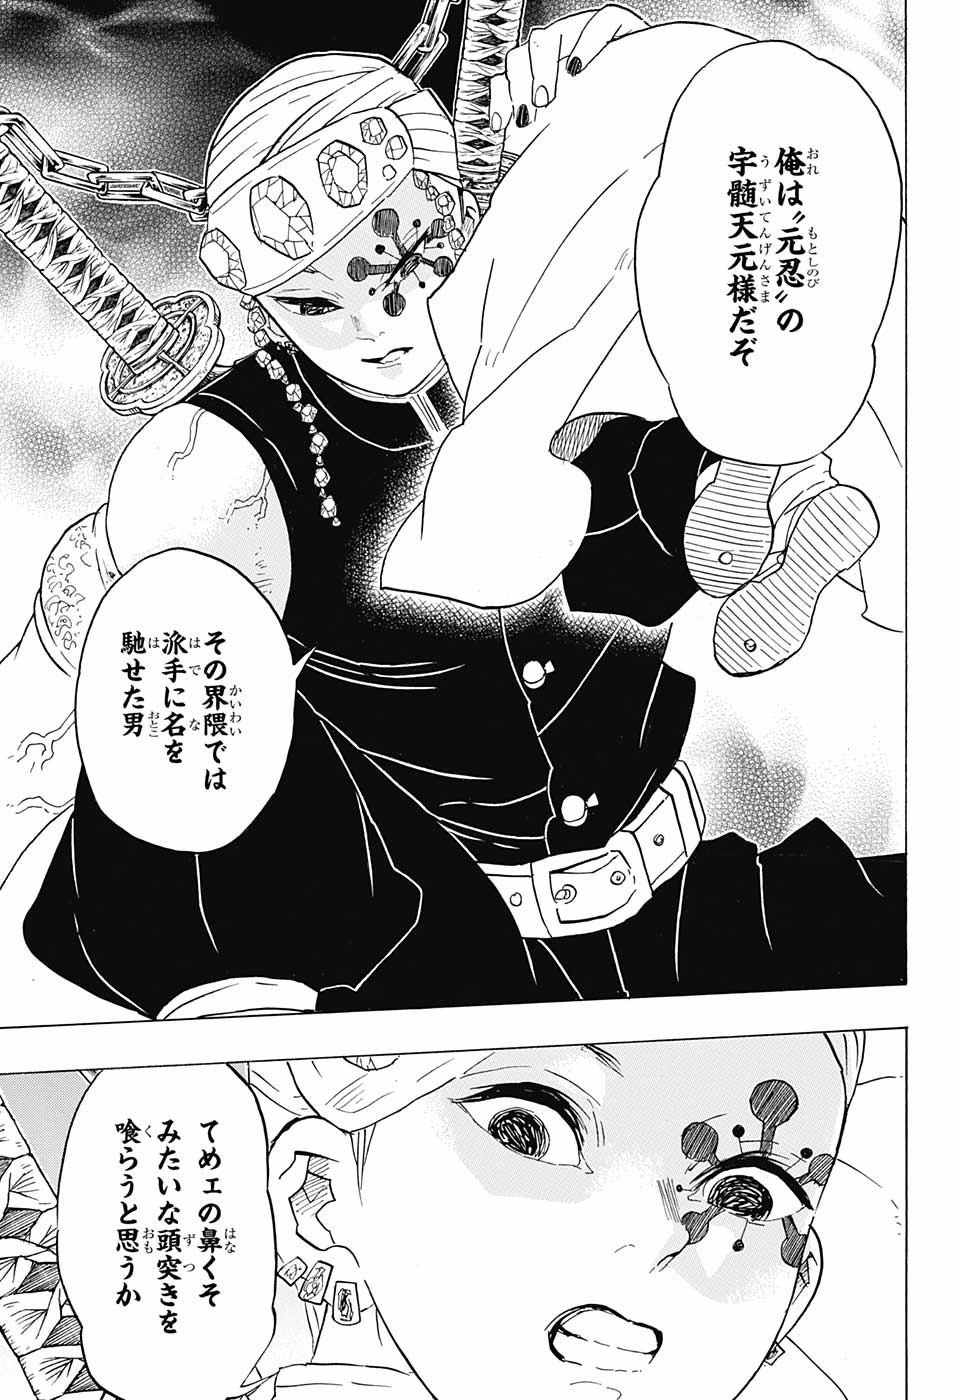 俺は〝元忍〟の
宇髄天元様だぞ
その界隈では
派手に名を
馳せた男
てめェの鼻くそ
みたいな頭突きを
喰らうと思うか